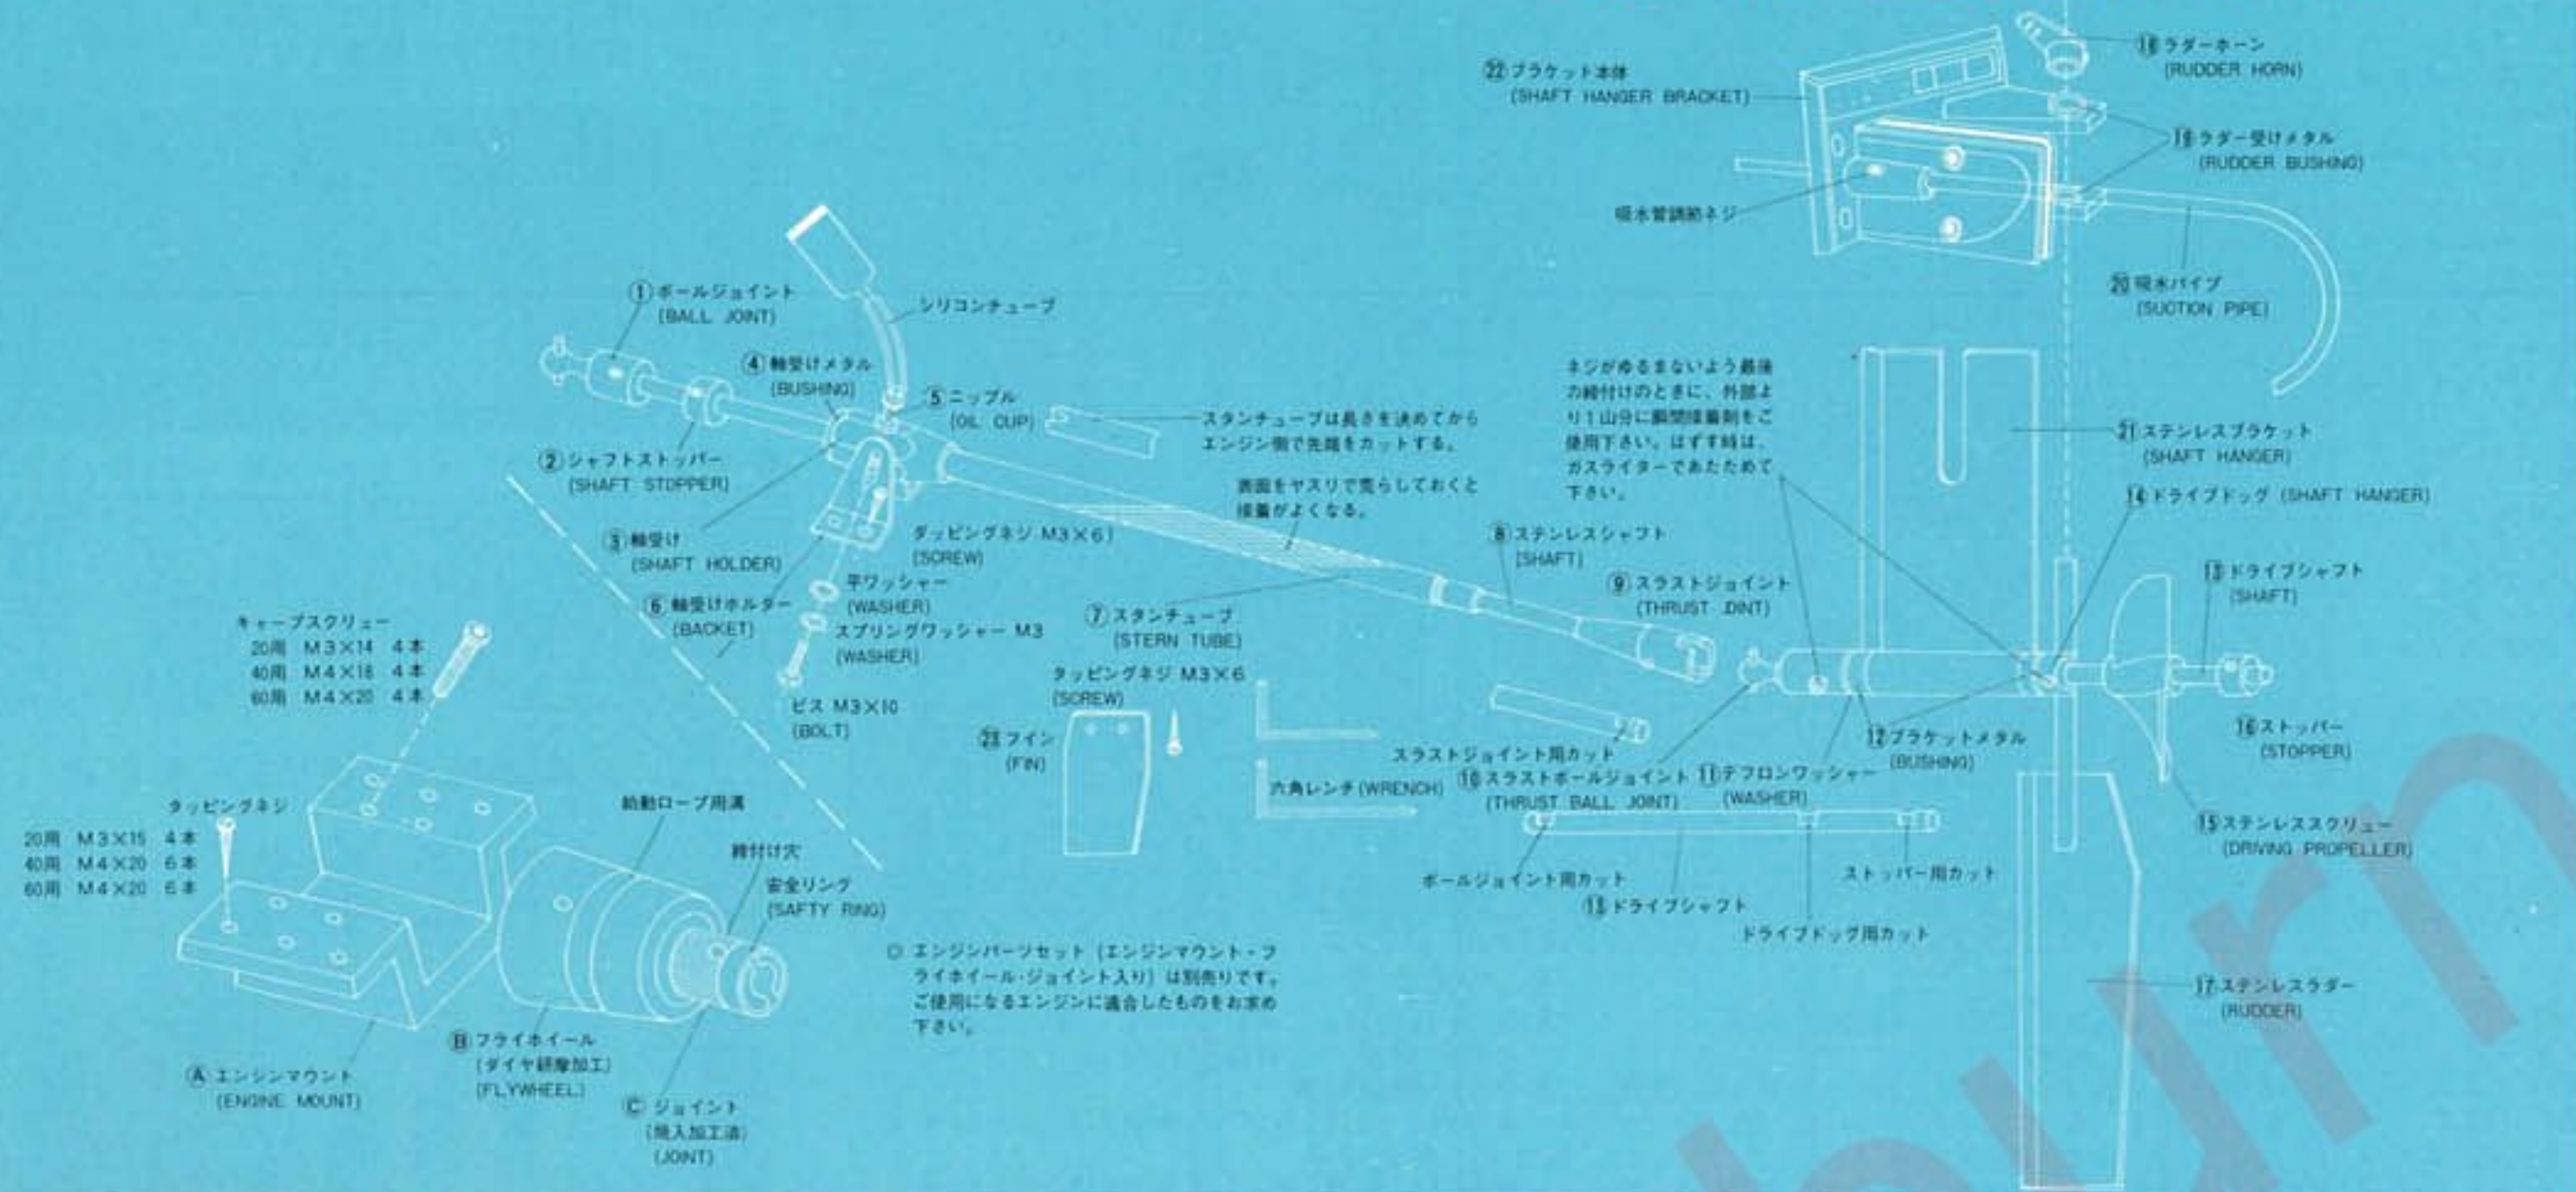 ㉒ブラケット本体
(SHAFT HANGER BRACKET)
⑱ラダーホーン
(RUDDER HORN)
⑲ラダー受けメタル
(RUDDER BUSHING)
吸水管調節ネジ
⑳吸水パイプ
(SUCTION PIPE)
①ボールジョイント
(BALL JOINT)
シリコンチューブ
④軸受けメタル
(BUSHING)
⑤ニップル
(OIL CUP)
スタンチューブは長さを決めてから
エンジン側で先端をカットする。
ネジがゆるまないよう最後
の締付けのときに、外部よ
り1山分に瞬間接着剤をご
使用下さい。はずす時は、
ガスライターであたためて
下さい。
②シャフトストッパー
(SHAFT STOPPER)
表面をヤスリで荒らしておくと
接着がよくなる。
㉑ステンレスブラケット
(SHAFT HANGER)
⑭ドライブドッグ (SHAFT HANGER)
③軸受け
(SHAFT HOLDER)
タッピングネジ M3×6)
(SCREW)
⑧ステンレスシャフト
(SHAFT)
⑨スラストジョイント
(THRUST JOINT)
⑬ドライブシャフト
(SHAFT)
平ワッシャー
(WASHER)
⑥軸受けホルダー
(BACKET)
スプリングワッシャー M3
(WASHER)
⑦スタンチューブ
(STERN TUBE)
キャープスクリュー
20用 M3×14 4本
40用 M4×18 4本
60用 M4×20 4本
ビス M3×10
(BOLT)
タッピングネジ M3×6
(SCREW)
㉓フイン
(FIN)
六角レンチ(WRENCH)
スラストジョイント用カット
⑩スラストボールジョイント
(THRUST BALL JOINT)
⑪テフロンワッシャー
(WASHER)
⑫ブラケットメタル
(BUSHING)
⑯ストッパー
(STOPPER)
⑮ステンレススクリュー
(DRIVING PROPELLER)
タッピングネジ
20用 M3×15 4本
40用 M4×20 6本
60用 M4×20 6本
給動ロープ用溝
締付け穴
安全リング
(SAFTY RING)
ボールジョイント用カット
⑬ドライブシャフト
ストッパー用カット
ドライブドッグ用カット
○ エンジンパーツセット (エンジンマウント・フ
ライホイール・ジョイント入り) は別売りです。
ご使用になるエンジンに適合したものをお求め
下さい。
⑰ステンレスラダー
(RUDDER)
Ⓐエンジンマウント
(ENGINE MOUNT)
Ⓑフライホイール
(ダイヤ研摩加工)
(FLYWHEEL)
Ⓒジョイント
(焼入加工済)
(JOINT)